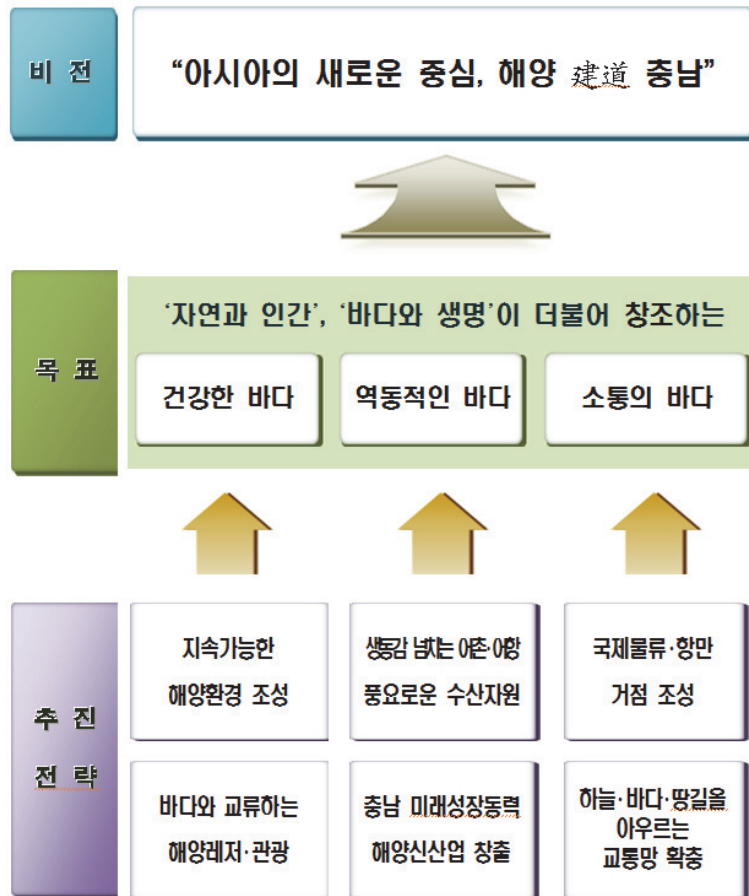 비 전
“아시아의 새로운 중심, 해양 建道 충남”
목 표
‘자연과 인간’, ‘바다와 생명’이 더불어 창조하는
건강한 바다
역동적인 바다
소통의 바다
추 진
전 략
지속가능한
해양환경 조성
생동감 넘치는 어촌·어항
풍요로운 수산자원
국제물류·항만
거점 조성
바다와 교류하는
해양레저·관광
충남 미래성장동력
해양신산업 창출
하늘·바다·땅길을
아우르는
교통망 확충